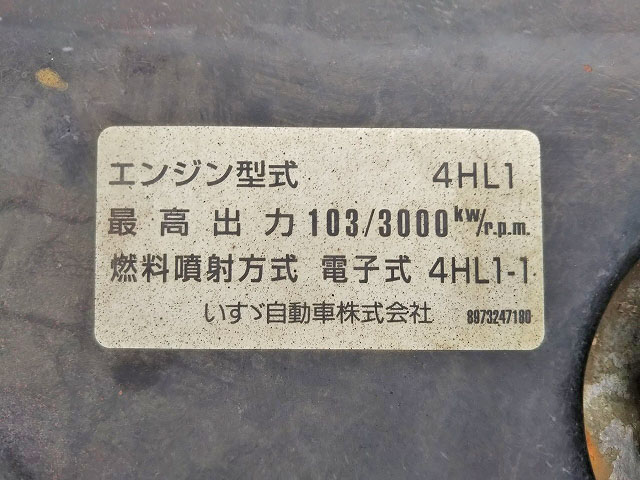 エンジン型式 4HL1
最高出力 103/3000 kw/r.p.m.
燃料噴射方式 電子式 4HL1-1
いすゞ自動車株式会社 8973247180